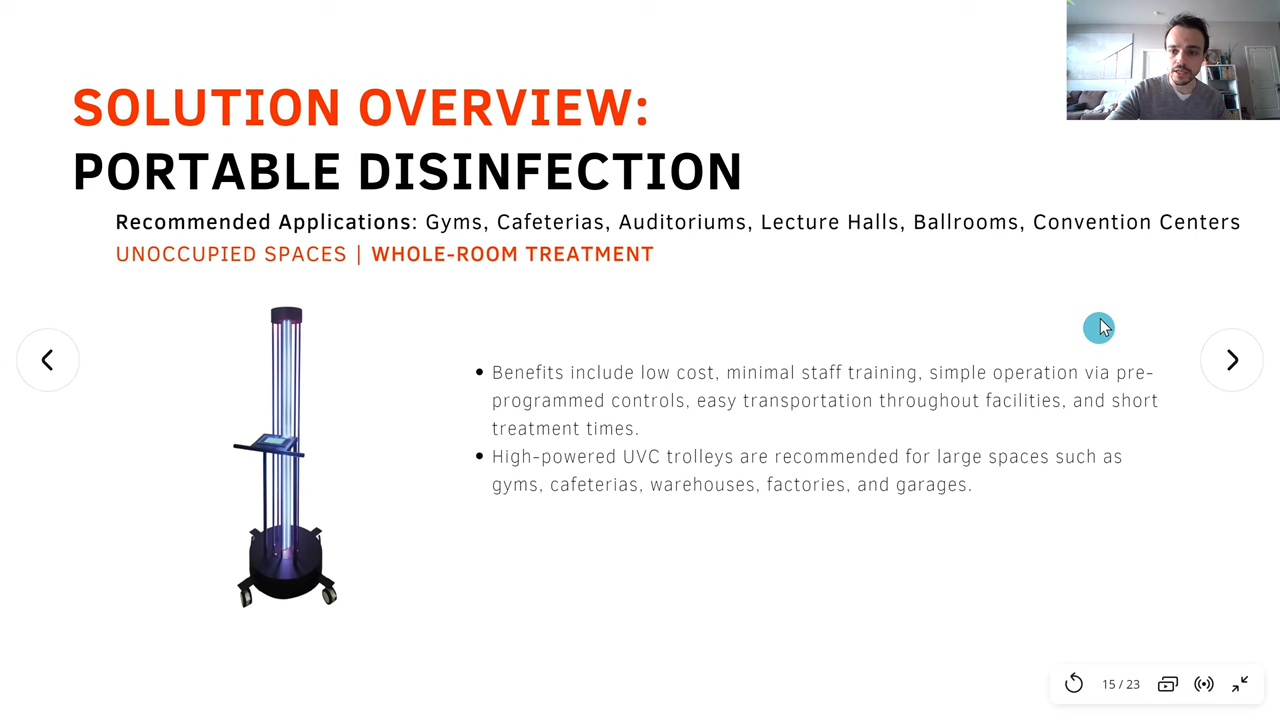 SOLUTION OVERVIEW:
PORTABLE DISINFECTION
Recommended Applications: Gyms, Cafeterias, Auditoriums, Lecture Halls, Ballrooms, Convention Centers
UNOCCUPIED SPACES | WHOLE-ROOM TREATMENT
• Benefits include low cost, minimal staff training, simple operation via pre-
programmed controls, easy transportation throughout facilities, and short
treatment times.
• High-powered UVC trolleys are recommended for large spaces such as
gyms, cafeterias, warehouses, factories, and garages.
15 / 23